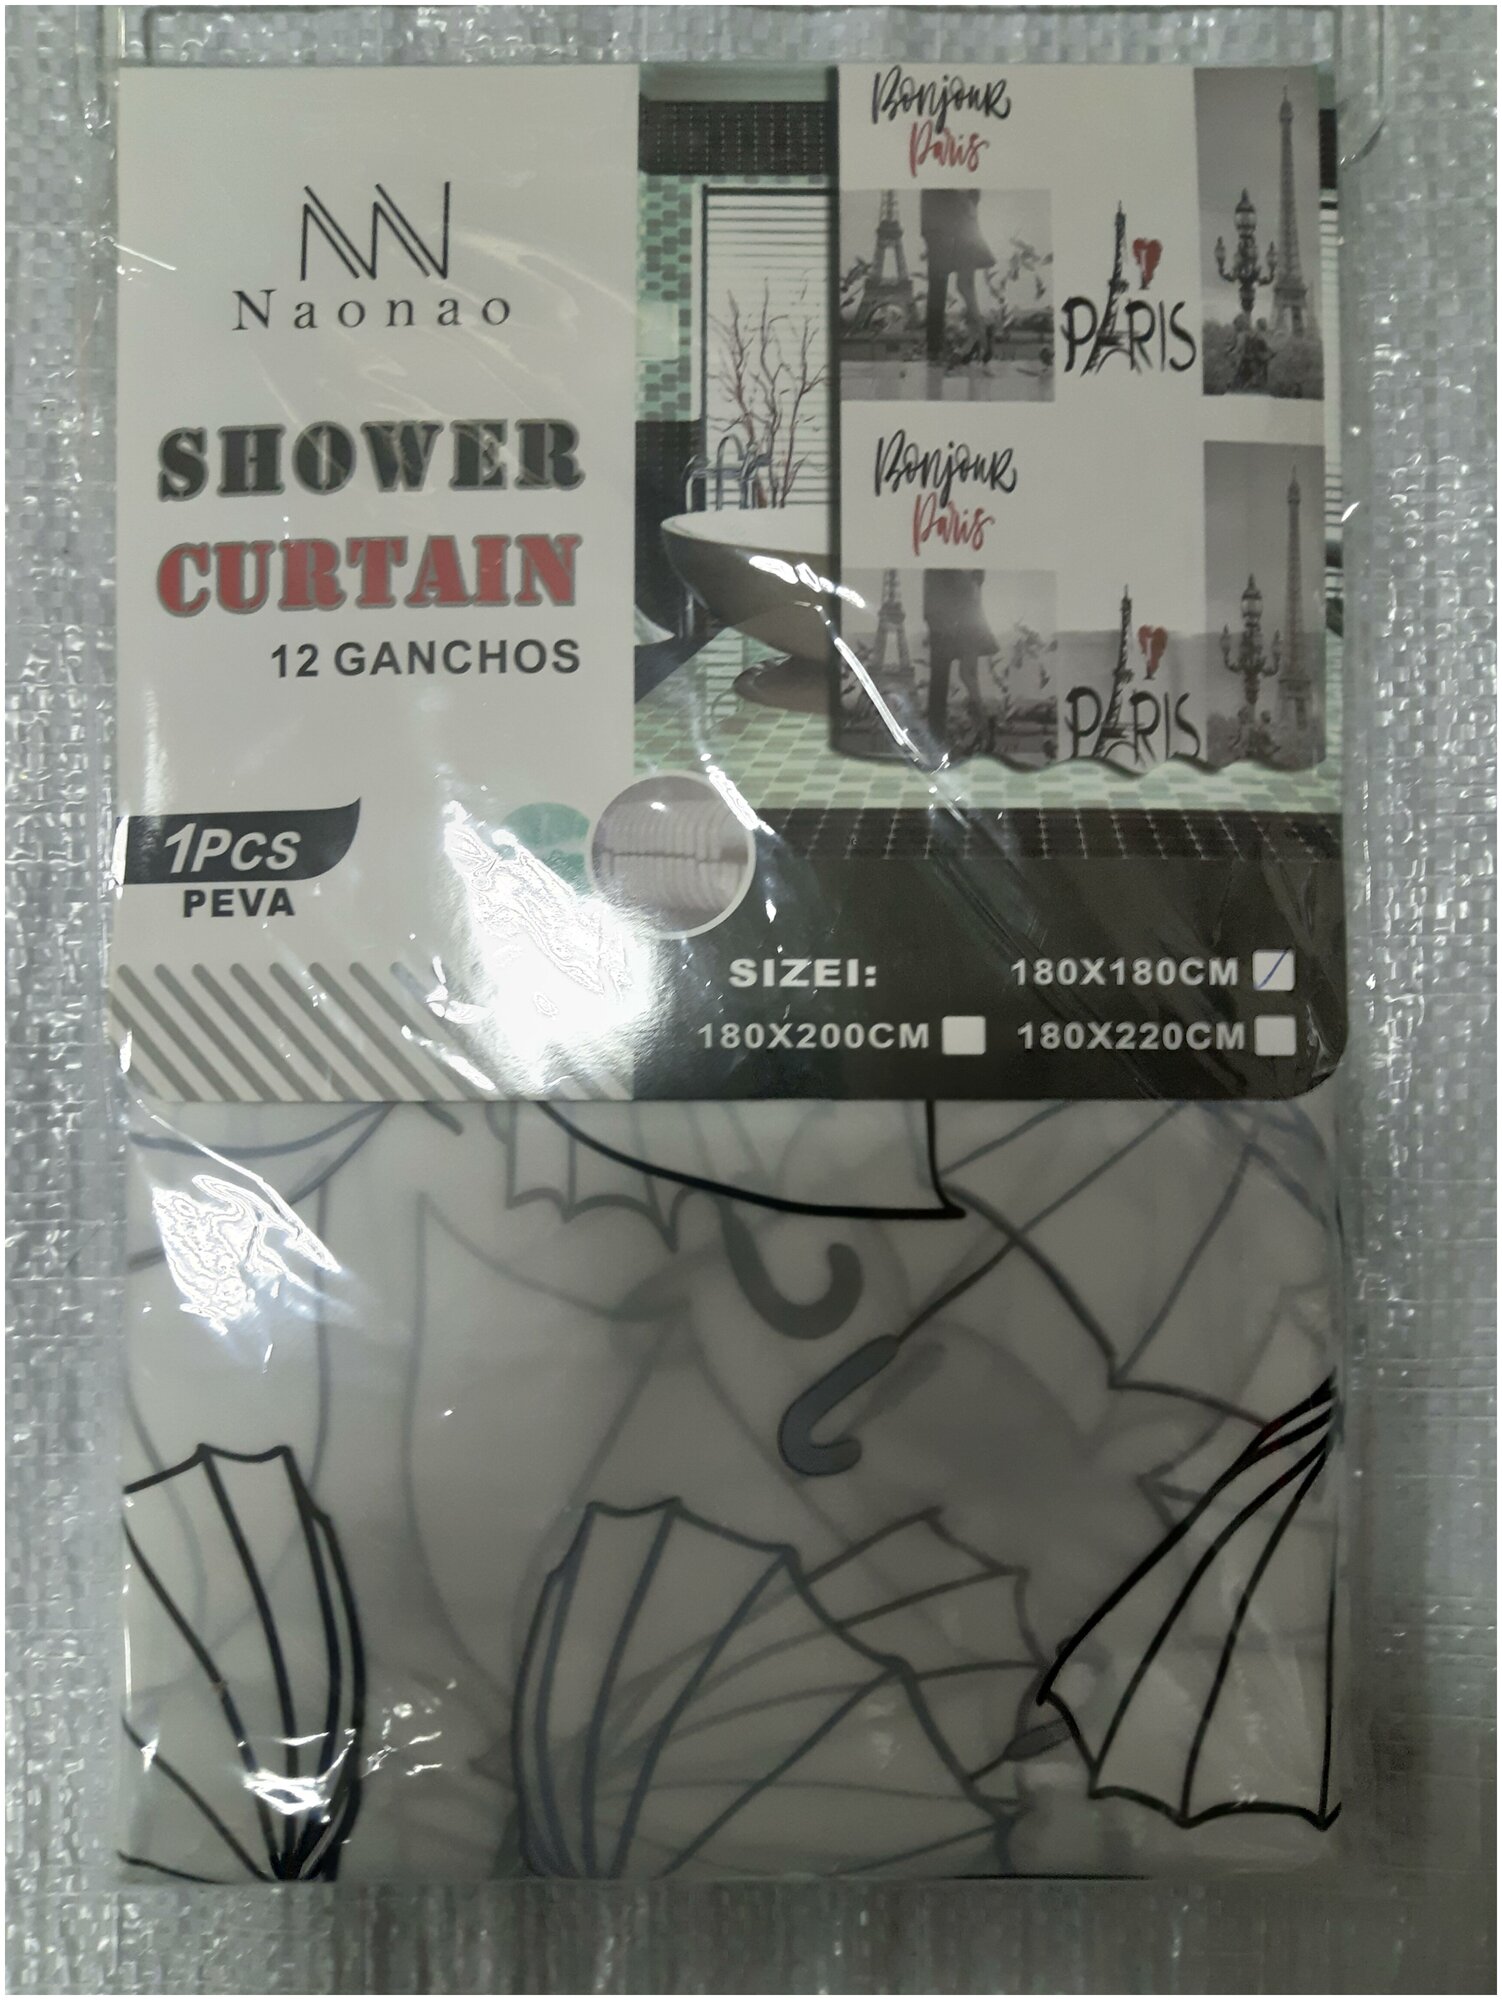 Naonao
SHOWER
CURTAIN
12 GANCHOS
1PCS
PEVA
Bonjour
Paris
PARIS
Bonjour
Paris
PARIS
SIZEI:
180X180CM
180X200CM
180X220CM